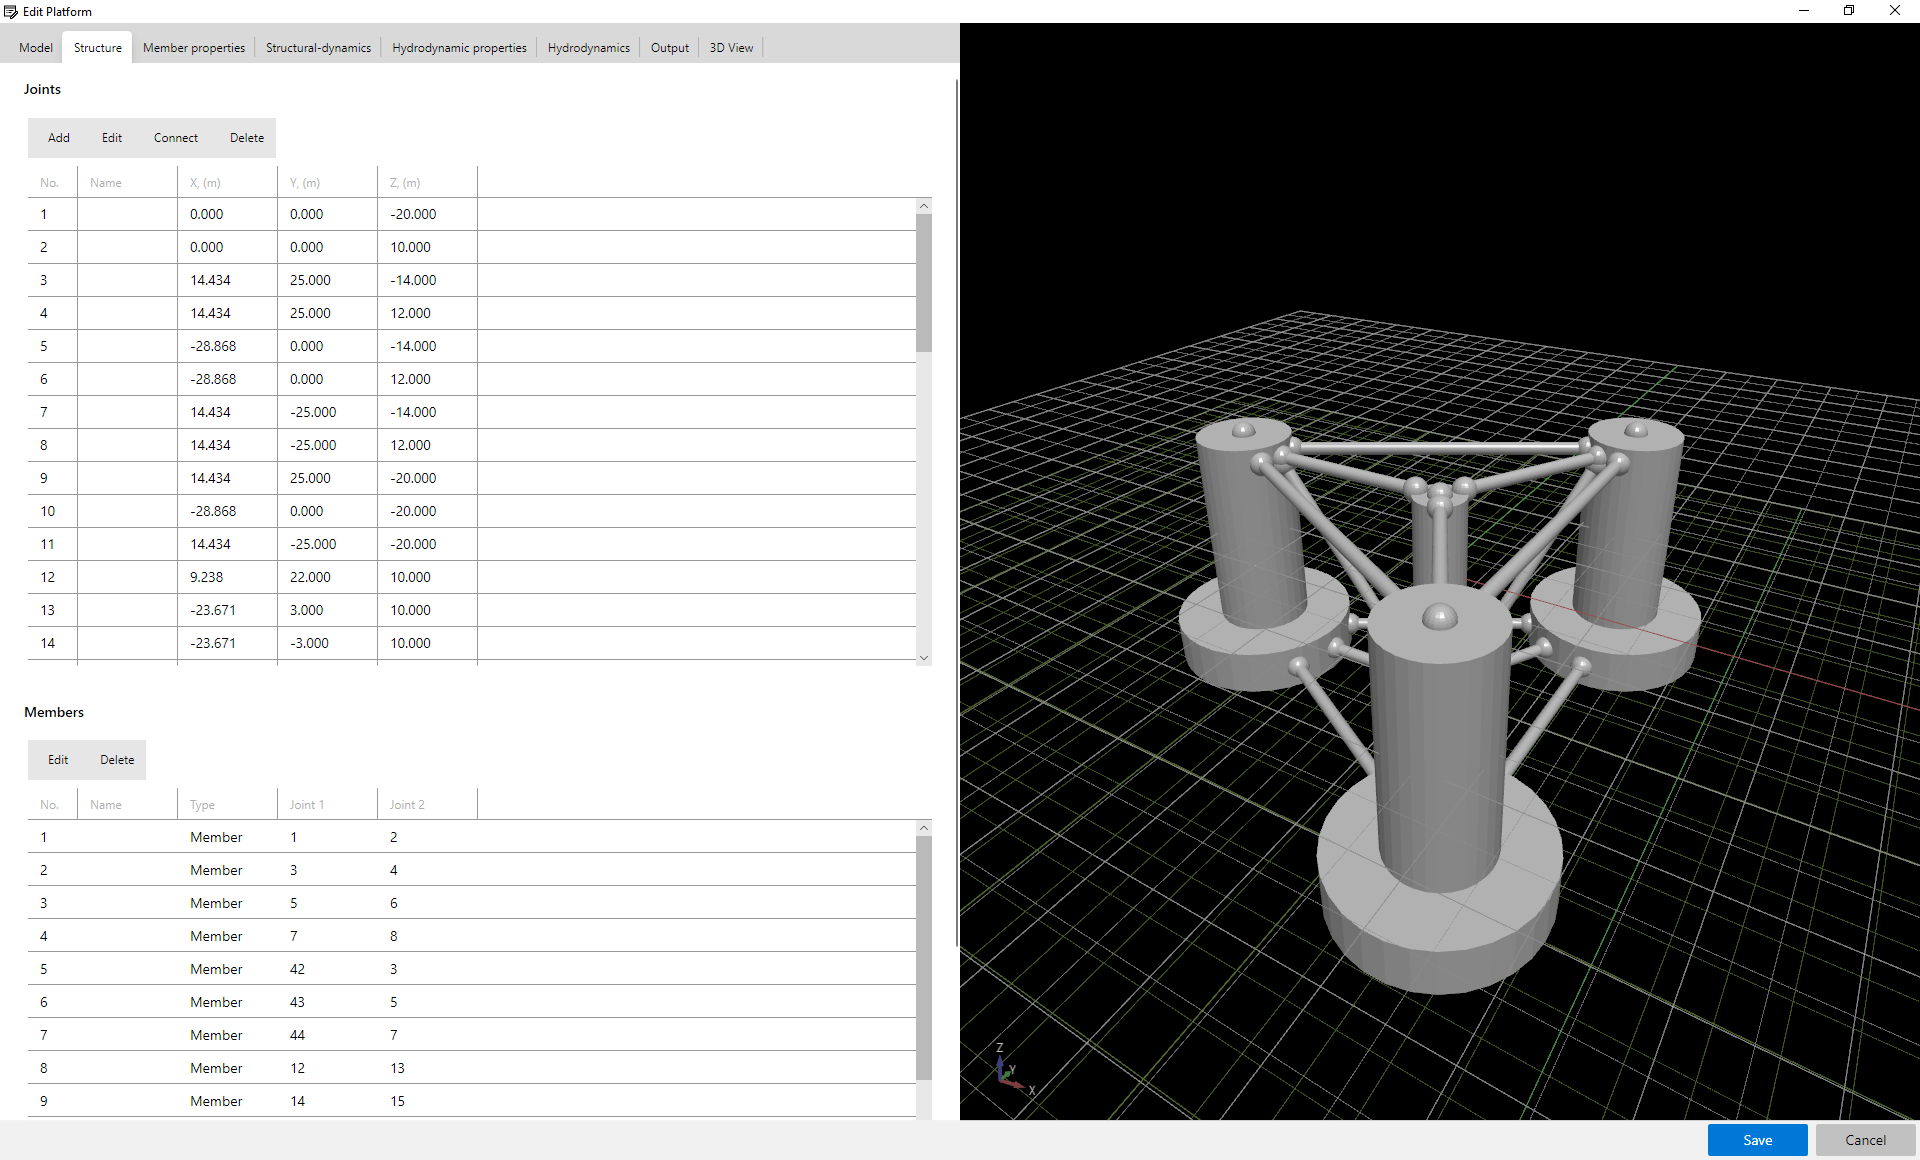 Edit Platform
Model Structure Member properties Structural-dynamics Hydrodynamic properties Hydrodynamics Output 3D View
Joints
Add Edit Connect Delete
No. Name X, (m) Y, (m) Z, (m)
1 0.000 0.000 -20.000
2 0.000 0.000 10.000
3 14.434 25.000 -14.000
4 14.434 25.000 12.000
5 -28.868 0.000 -14.000
6 -28.868 0.000 12.000
7 14.434 -25.000 -14.000
8 14.434 -25.000 12.000
9 14.434 25.000 -20.000
10 -28.868 0.000 -20.000
11 14.434 -25.000 -20.000
12 9.238 22.000 10.000
13 -23.671 3.000 10.000
14 -23.671 -3.000 10.000
Members
Edit Delete
No. Name Type Joint 1 Joint 2
1 Member 1 2
2 Member 3 4
3 Member 5 6
4 Member 7 8
5 Member 42 3
6 Member 43 5
7 Member 44 7
8 Member 12 13
9 Member 14 15
Z
Y
X
Save Cancel